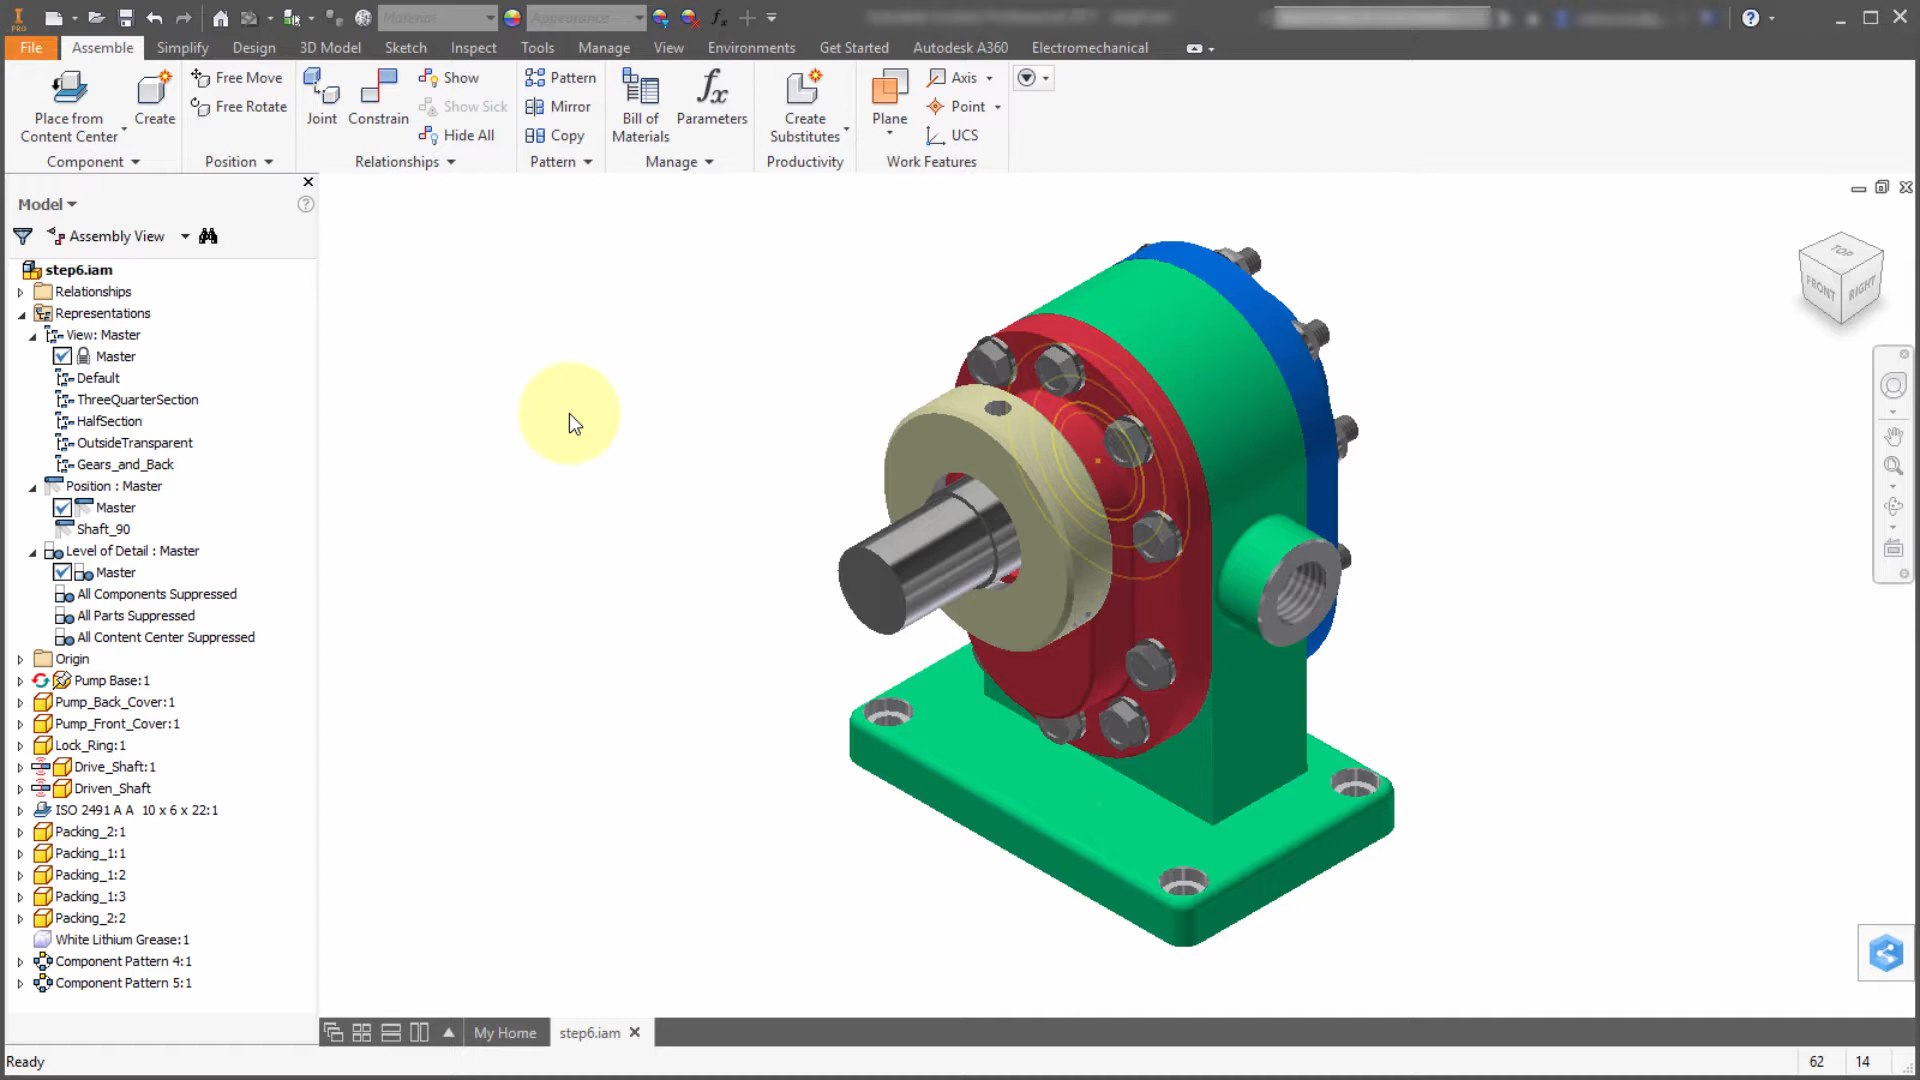 PRO
Material
Appearance
File
Assemble
Simplify
Design
3D Model
Sketch
Inspect
Tools
Manage
View
Environments
Get Started
Autodesk A360
Electromechanical
Place from
Content Center
Create
Free Move
Free Rotate
Joint
Constrain
Show
Show Sick
Hide All
Pattern
Mirror
Copy
Bill of
Materials
Parameters
Create
Substitutes
Plane
Axis
Point
UCS
Component
Position
Relationships
Pattern
Manage
Productivity
Work Features
Model
Assembly View
step6.iam
Relationships
Representations
View: Master
Master
Default
ThreeQuarterSection
HalfSection
OutsideTransparent
Gears_and_Back
Position : Master
Master
Shaft_90
Level of Detail : Master
Master
All Components Suppressed
All Parts Suppressed
All Content Center Suppressed
Origin
Pump Base:1
Pump_Back_Cover:1
Pump_Front_Cover:1
Lock_Ring:1
Drive_Shaft:1
Driven_Shaft
ISO 2491 A A 10 x 6 x 22:1
Packing_2:1
Packing_1:1
Packing_1:2
Packing_1:3
Packing_2:2
White Lithium Grease:1
Component Pattern 4:1
Component Pattern 5:1
TOP
FRONT
RIGHT
My Home
step6.iam
Ready
62
14